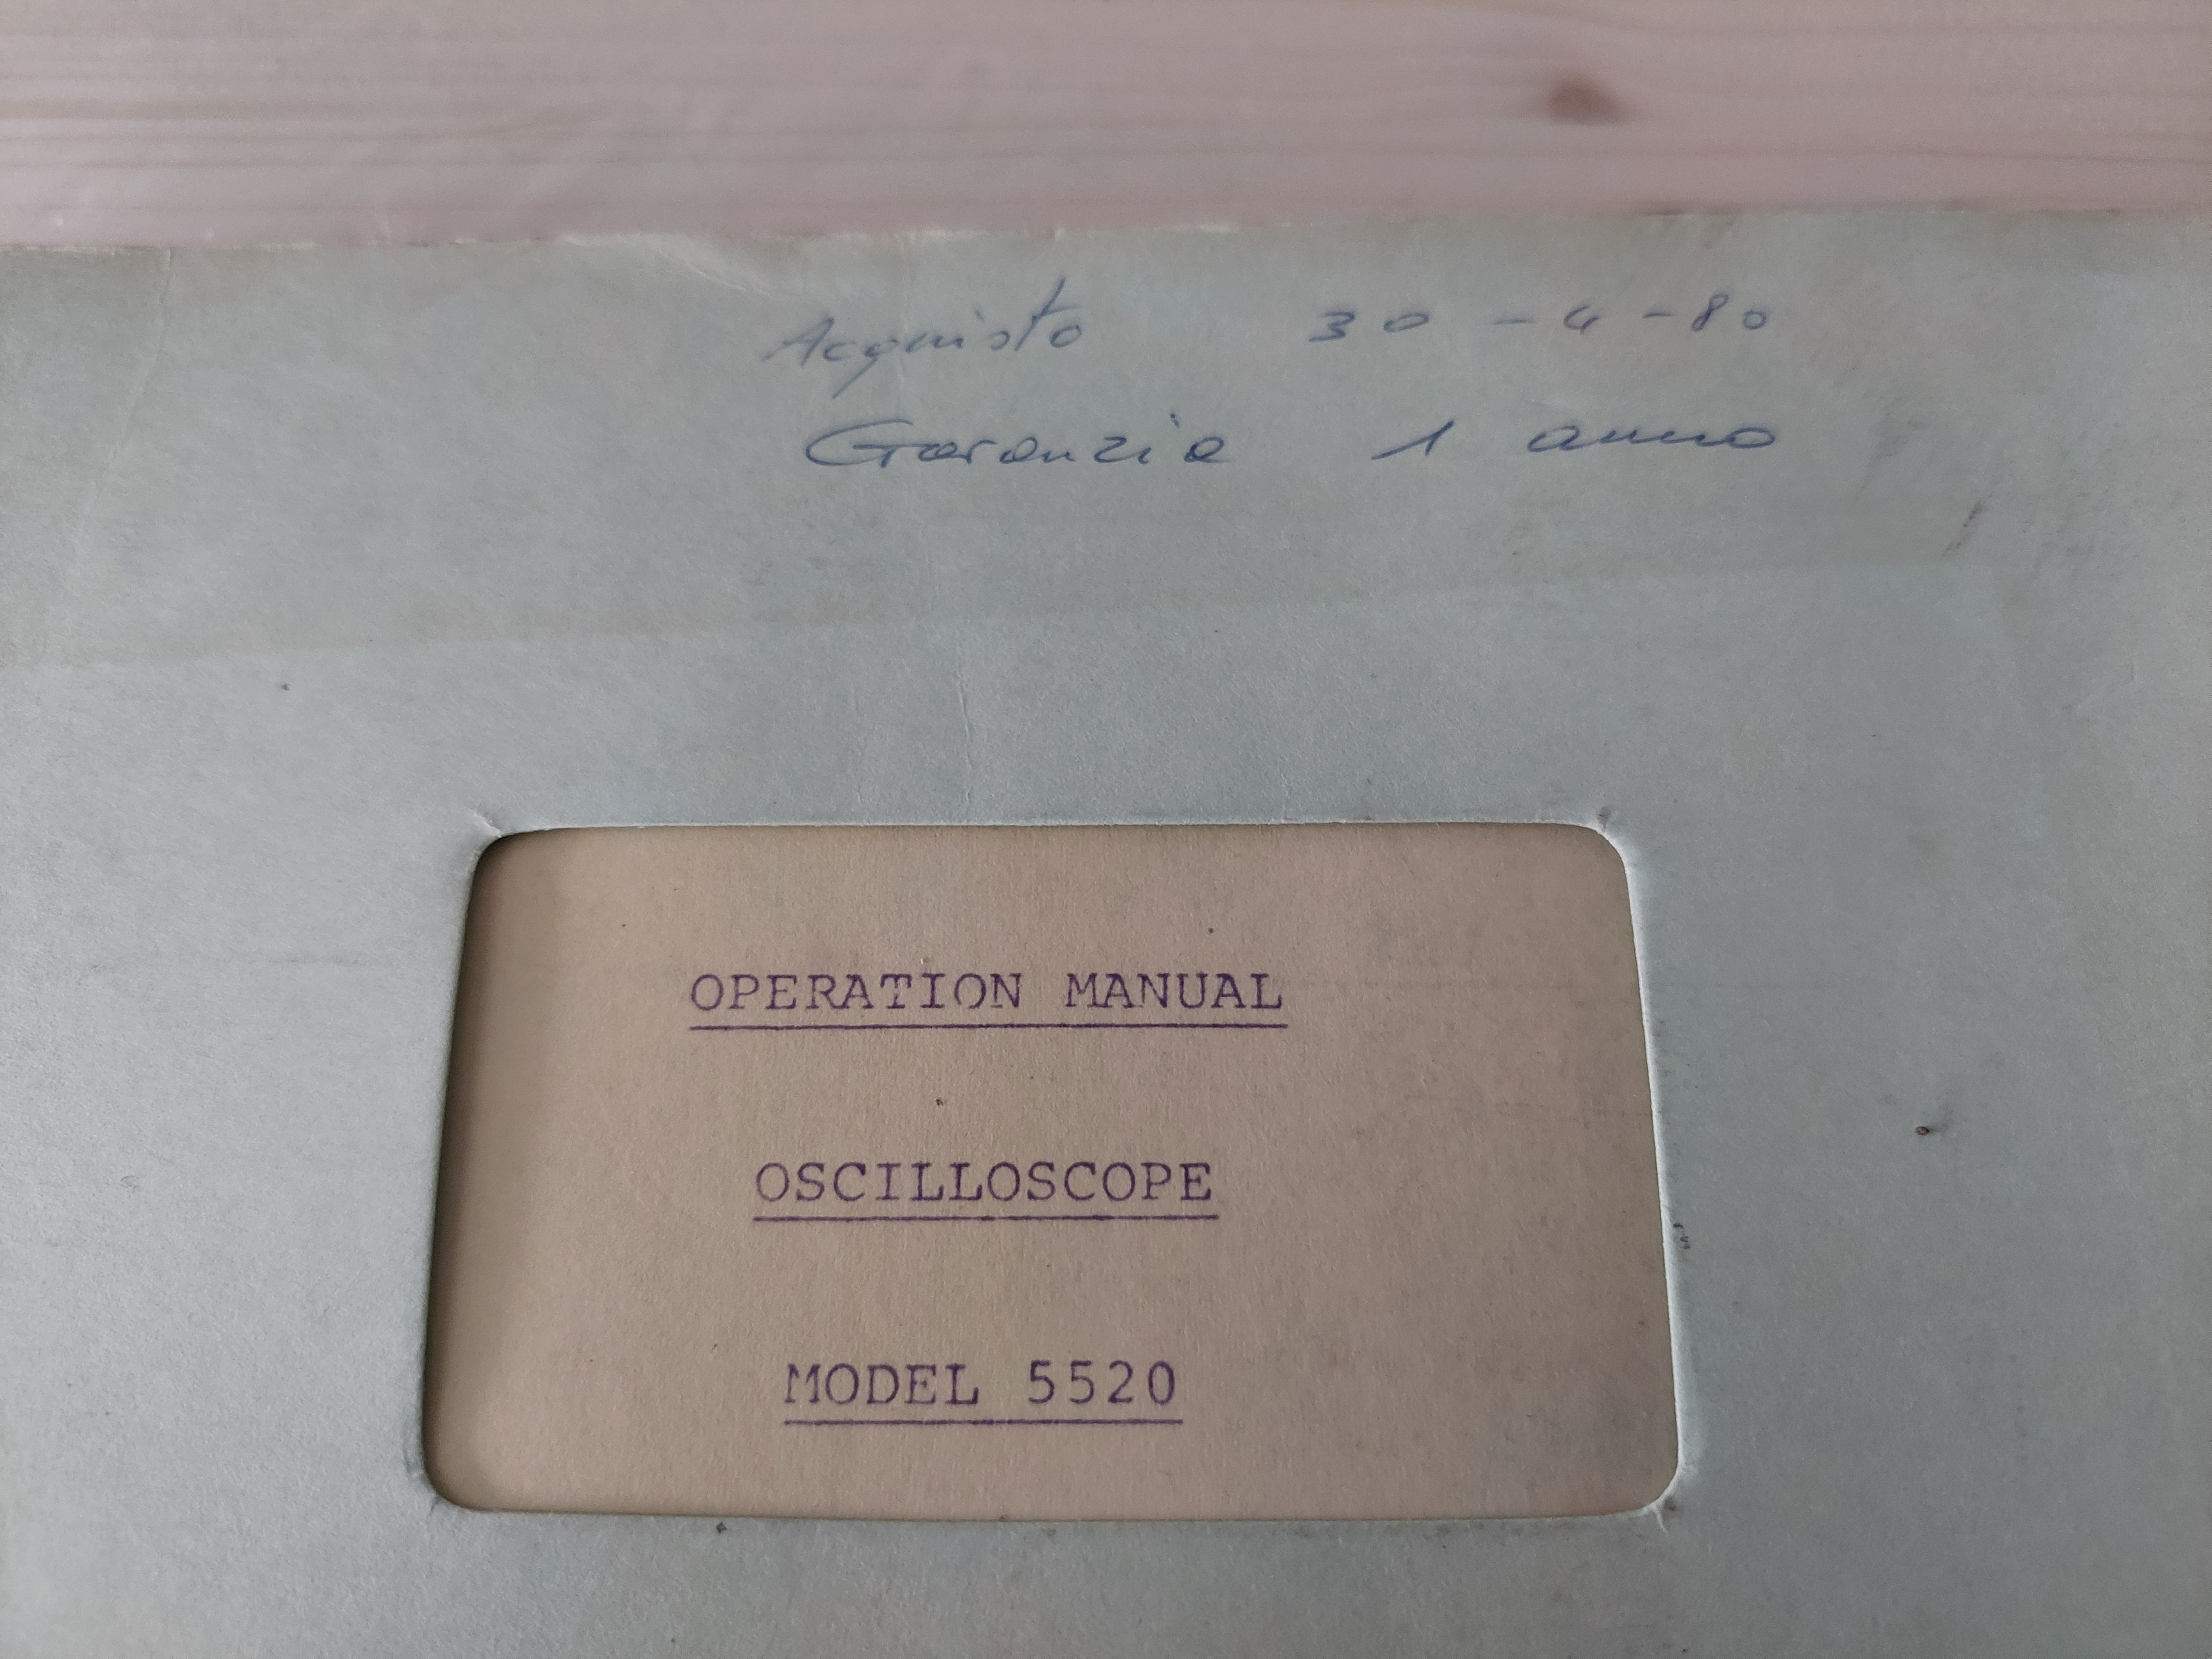 Acquisto 30-4-80
Garanzia 1 anno
OPERATION MANUAL
OSCILLOSCOPE
MODEL 5520